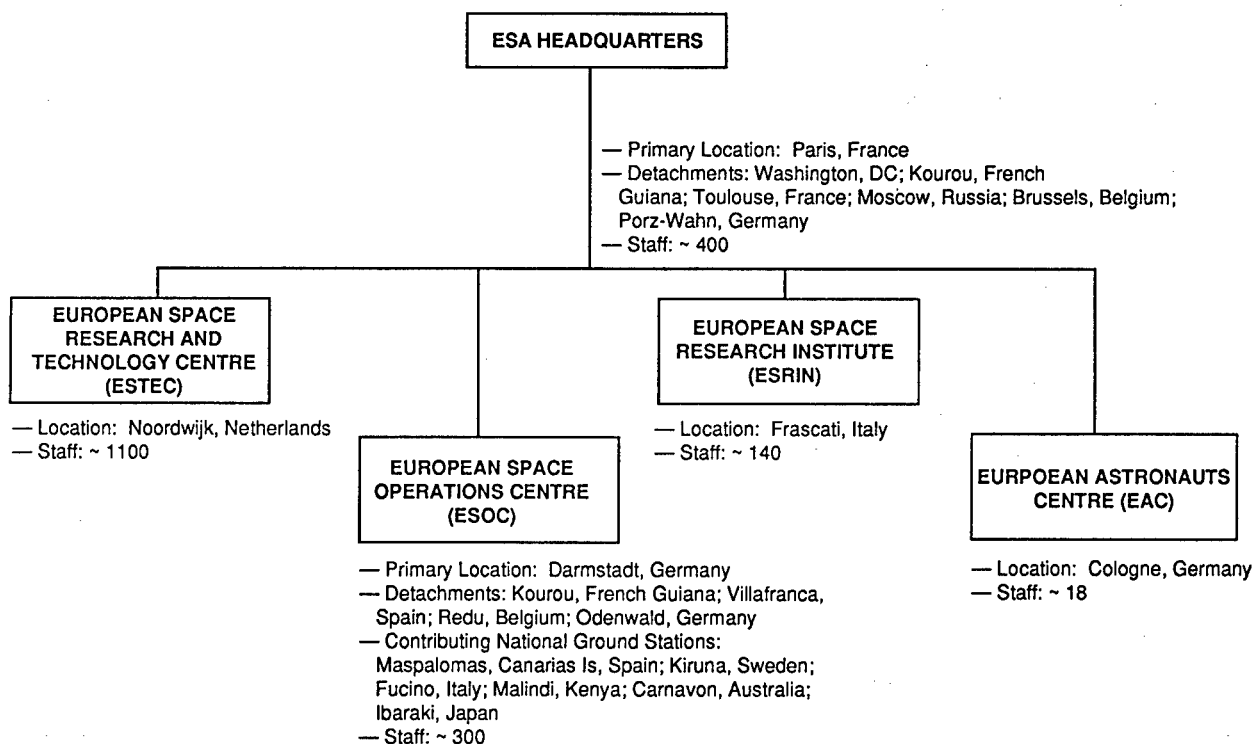 ESA HEADQUARTERS
— Primary Location: Paris, France
— Detachments: Washington, DC; Kourou, French
Guiana; Toulouse, France; Moscow, Russia; Brussels, Belgium;
Porz-Wahn, Germany
— Staff: ~ 400
EUROPEAN SPACE
RESEARCH AND
TECHNOLOGY CENTRE
(ESTEC)
— Location: Noordwijk, Netherlands
— Staff: ~ 1100
EUROPEAN SPACE
OPERATIONS CENTRE
(ESOC)
— Primary Location: Darmstadt, Germany
— Detachments: Kourou, French Guiana; Villafranca,
Spain; Redu, Belgium; Odenwald, Germany
— Contributing National Ground Stations:
Maspalomas, Canarias Is, Spain; Kiruna, Sweden;
Fucino, Italy; Malindi, Kenya; Carnavon, Australia;
Ibaraki, Japan
— Staff: ~ 300
EUROPEAN SPACE
RESEARCH INSTITUTE
(ESRIN)
— Location: Frascati, Italy
— Staff: ~ 140
EURPOEAN ASTRONAUTS
CENTRE (EAC)
— Location: Cologne, Germany
— Staff: ~ 18